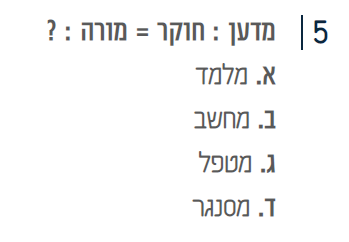 5 מדען : חוקר = מורה : ?
א. מלמד
ב. מחשב
ג. מטפל
ד. מסנגר